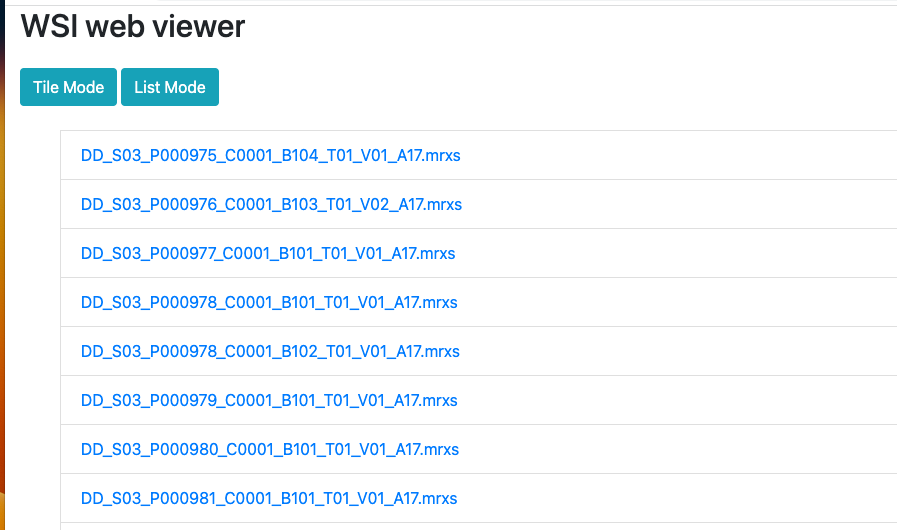 WSI web viewer
Tile Mode List Mode
DD_S03_P000975_C0001_B104_T01_V01_A17.mrxs
DD_S03_P000976_C0001_B103_T01_V02_A17.mrxs
DD_S03_P000977_C0001_B101_T01_V01_A17.mrxs
DD_S03_P000978_C0001_B101_T01_V01_A17.mrxs
DD_S03_P000978_C0001_B102_T01_V01_A17.mrxs
DD_S03_P000979_C0001_B101_T01_V01_A17.mrxs
DD_S03_P000980_C0001_B101_T01_V01_A17.mrxs
DD_S03_P000981_C0001_B101_T01_V01_A17.mrxs